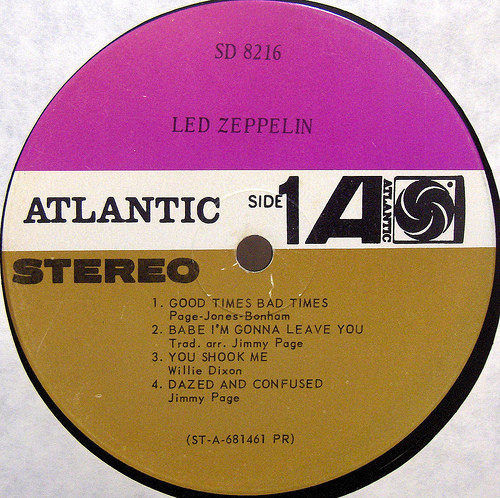 SD 8216
LED ZEPPELIN
ATLANTIC SIDE 1 A ATLANTIC
STEREO
1. GOOD TIMES BAD TIMES
Page-Jones-Bonham
2. BABE I'M GONNA LEAVE YOU
Trad. arr. Jimmy Page
3. YOU SHOOK ME
Willie Dixon
4. DAZED AND CONFUSED
Jimmy Page
(ST-A-681461 PR)